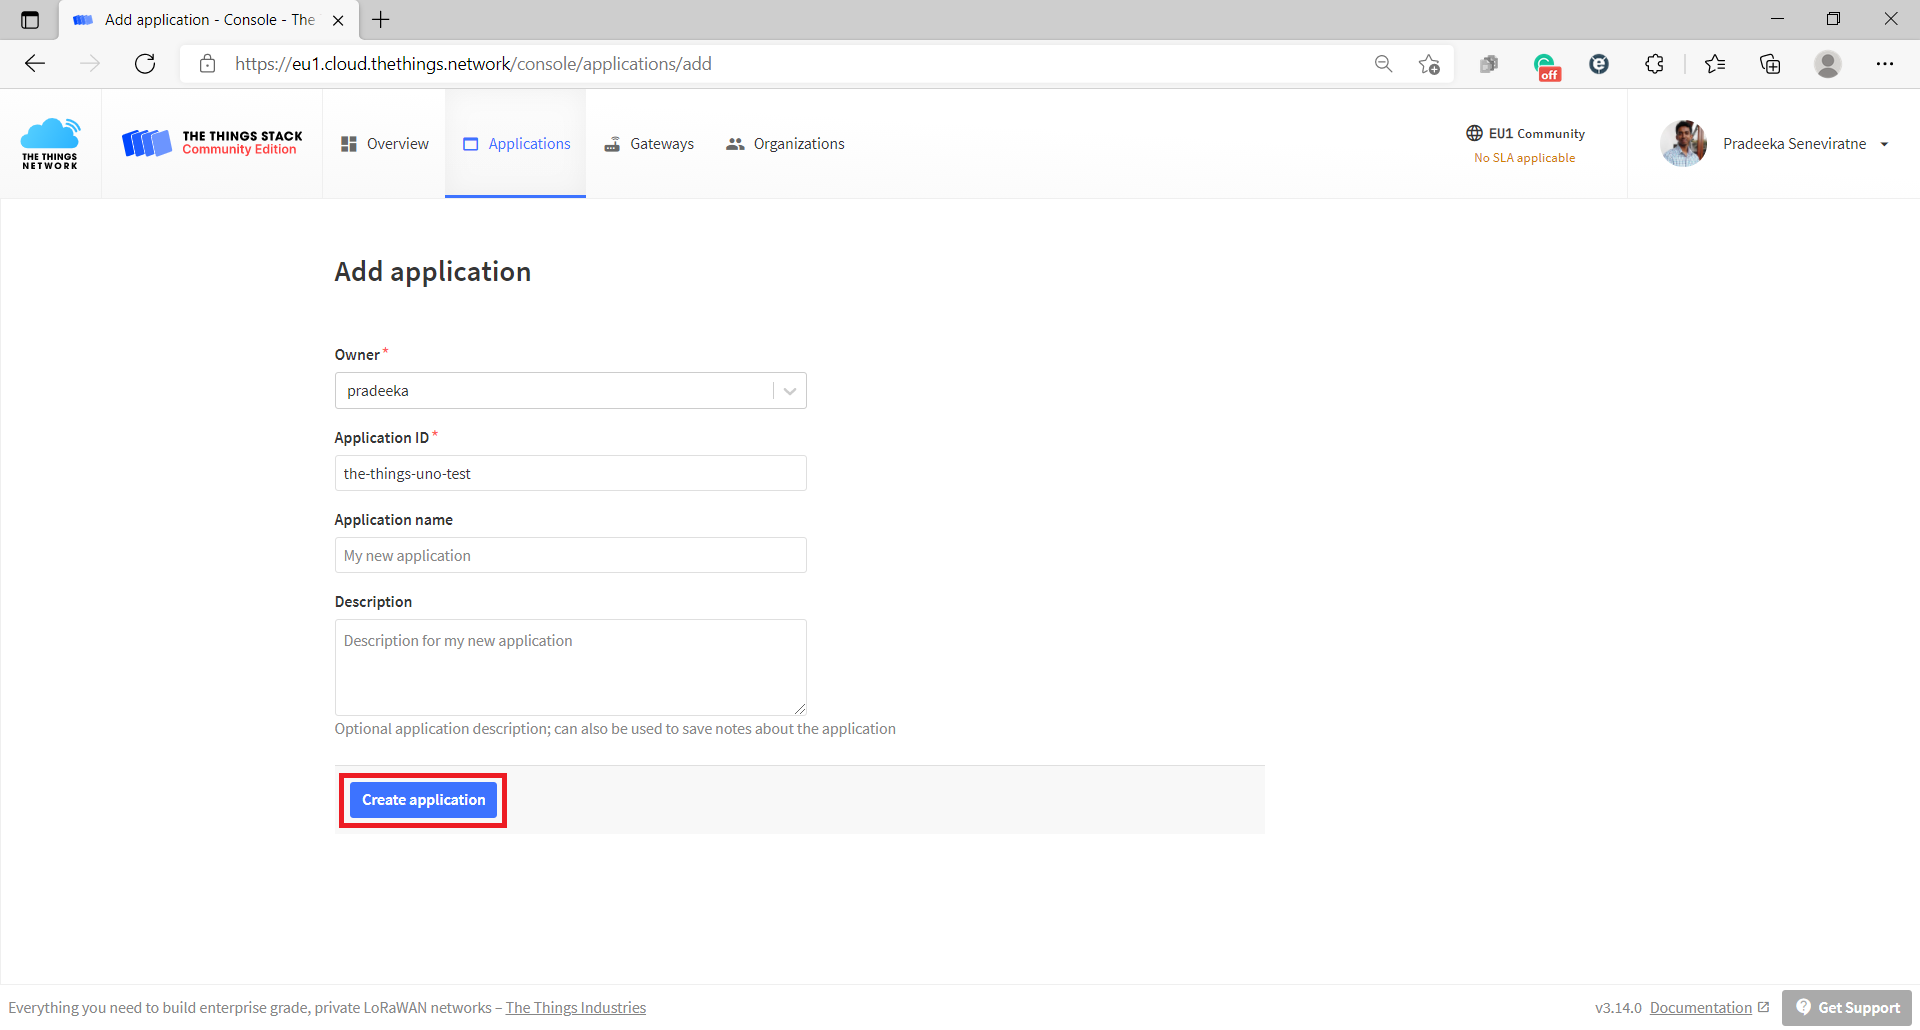 Add application - Console - The
https://eu1.cloud.thethings.network/console/applications/add
off
THE THINGS
NETWORK
THE THINGS STACK
Community Edition
Overview
Applications
Gateways
Organizations
EU1 Community
No SLA applicable
Pradeeka Seneviratne
Add application
Owner*
pradeeka
Application ID*
the-things-uno-test
Application name
My new application
Description
Description for my new application
Optional application description; can also be used to save notes about the application
Create application
Everything you need to build enterprise grade, private LoRaWAN networks – The Things Industries
v3.14.0
Documentation
Get Support